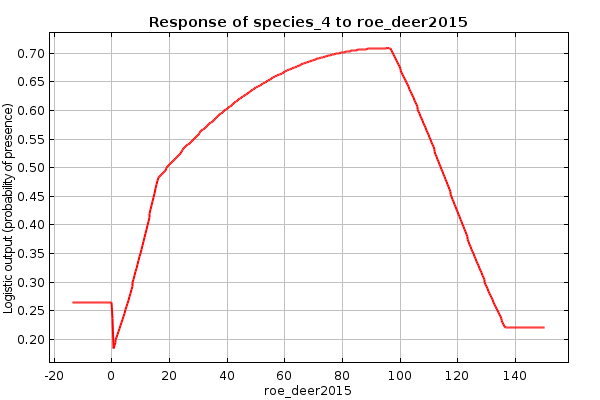 Response of species_4 to roe_deer2015
Logistic output (probability of presence)
0.70
0.65
0.60
0.55
0.50
0.45
0.40
0.35
0.30
0.25
0.20
-20 0 20 40 60 80 100 120 140
roe_deer2015